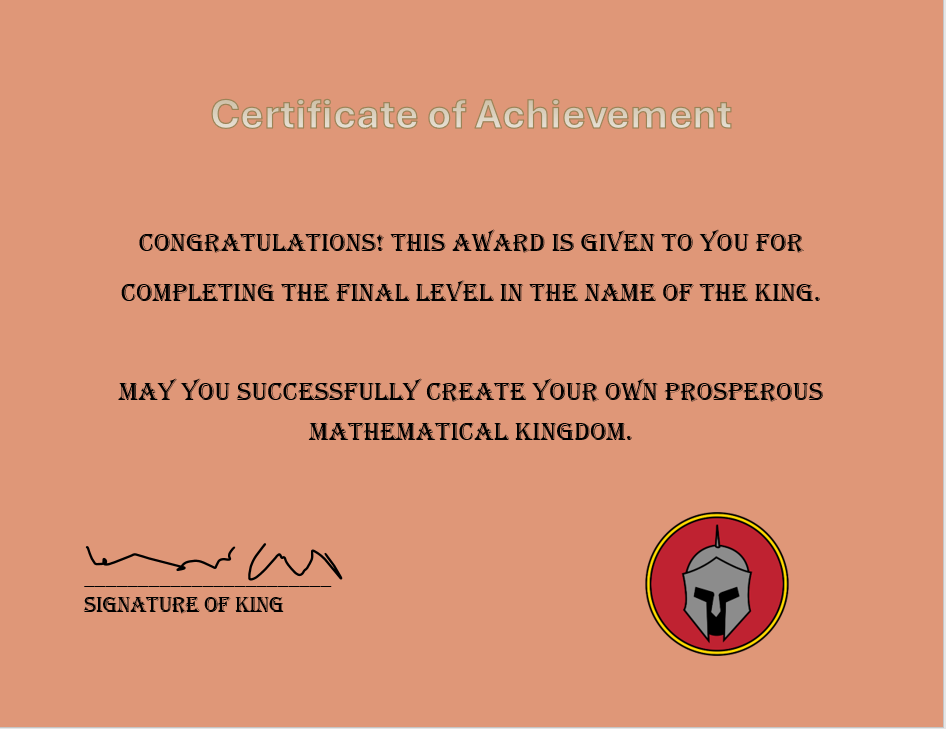 Certificate of Achievement
CONGRATULATIONS! THIS AWARD IS GIVEN TO YOU FOR
COMPLETING THE FINAL LEVEL IN THE NAME OF THE KING.
MAY YOU SUCCESSFULLY CREATE YOUR OWN PROSPEROUS
MATHEMATICAL KINGDOM.
SIGNATURE OF KING